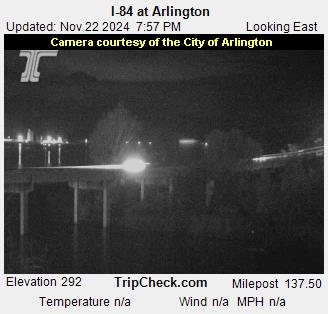 I-84 at Arlington
Updated: Nov 22 2024 7:57 PM Looking East
Camera courtesy of the City of Arlington
Elevation 292 TripCheck.com Milepost 137.50
Temperature n/a Wind n/a MPH n/a